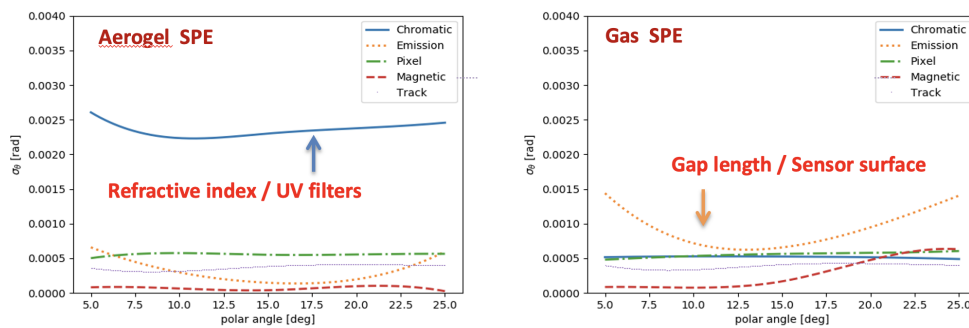 Aerogel SPE
Chromatic
Emission
Pixel
Magnetic
Track
Refractive index / UV filters
0.0040
0.0035
0.0030
0.0025
0.0020
0.0015
0.0010
0.0005
0.0000
σθ [rad]
5.0 7.5 10.0 12.5 15.0 17.5 20.0 22.5 25.0
polar angle [deg]
Gas SPE
Chromatic
Emission
Pixel
Magnetic
Track
Gap length / Sensor surface
0.0040
0.0035
0.0030
0.0025
0.0020
0.0015
0.0010
0.0005
0.0000
σθ [rad]
5.0 7.5 10.0 12.5 15.0 17.5 20.0 22.5 25.0
polar angle [deg]